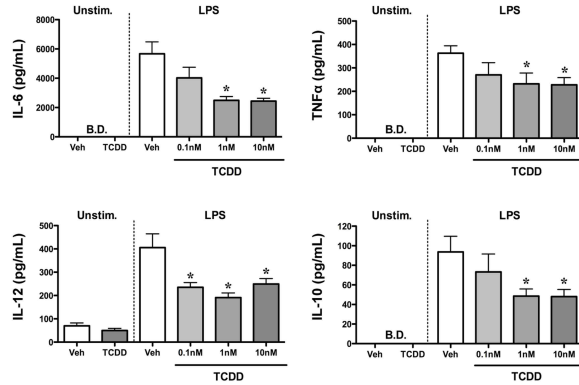 Unstim. LPS
IL-6 (pg/mL)
8000
6000
4000
2000
0
B.D.
* *
Veh TCDD Veh 0.1nM 1nM 10nM
TCDD
Unstim. LPS
TNFα (pg/mL)
500
400
300
200
100
0
B.D.
* *
Veh TCDD Veh 0.1nM 1nM 10nM
TCDD
Unstim. LPS
IL-12 (pg/mL)
500
400
300
200
100
0
* * *
Veh TCDD Veh 0.1nM 1nM 10nM
TCDD
Unstim. LPS
IL-10 (pg/mL)
120
100
80
60
40
20
0
B.D.
* *
Veh TCDD Veh 0.1nM 1nM 10nM
TCDD